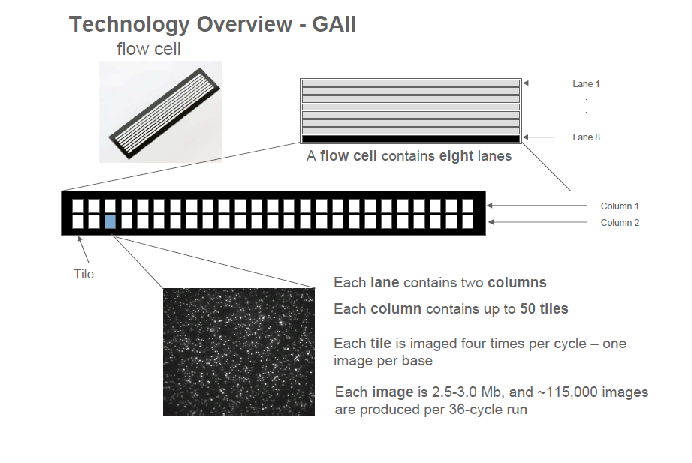 Technology Overview - GAII
flow cell
Lane 1
.
.
Lane 8
A flow cell contains eight lanes
Column 1
Column 2
Tile
Each lane contains two columns
Each column contains up to 50 tiles
Each tile is imaged four times per cycle – one
image per base
Each image is 2.5-3.0 Mb, and ~115,000 images
are produced per 36-cycle run